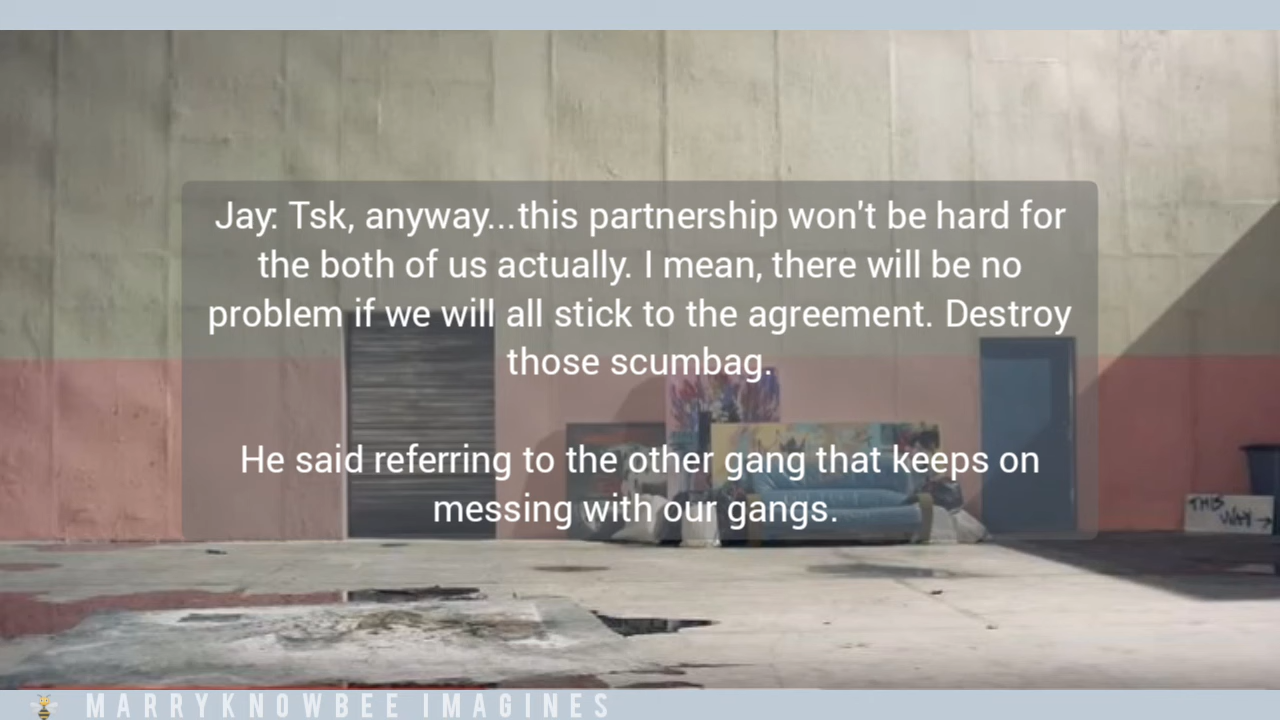 Jay: Tsk, anyway...this partnership won't be hard for
the both of us actually. I mean, there will be no
problem if we will all stick to the agreement. Destroy
those scumbag.
He said referring to the other gang that keeps on
messing with our gangs.
THIS
WAY →
MARRYKNOWBEE IMAGINES